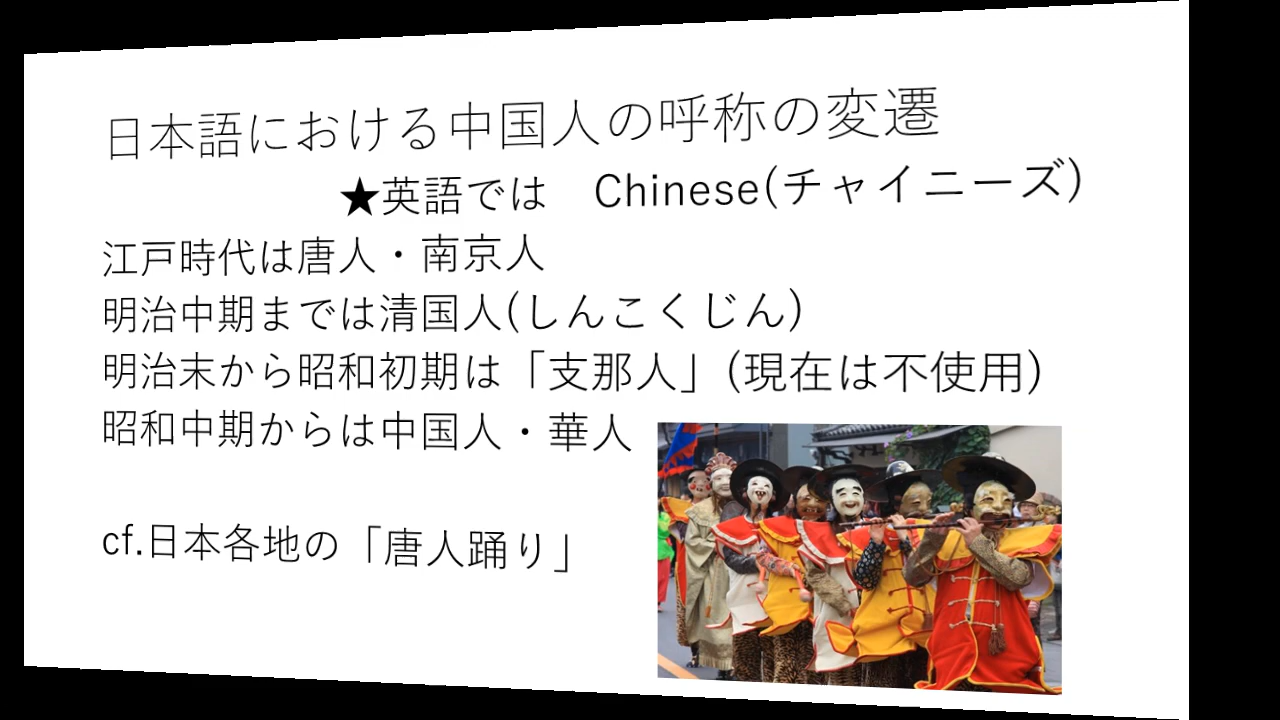 日本語における中国人の呼称の変遷
★英語では　Chinese(チャイニーズ)
江戸時代は唐人・南京人
明治中期までは清国人(しんこくじん)
明治末から昭和初期は「支那人」(現在は不使用)
昭和中期からは中国人・華人
cf.日本各地の「唐人踊り」